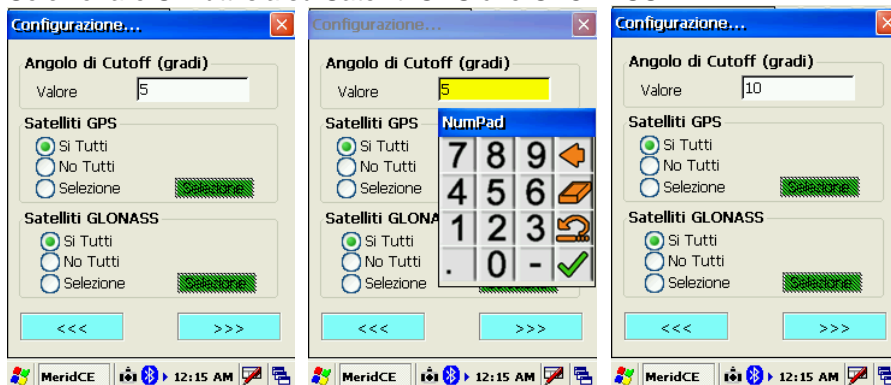 Configurazione...
Angolo di Cutoff (gradi)
Valore 5
Satelliti GPS
Si Tutti
No Tutti
Selezione Selezione
Satelliti GLONASS
Si Tutti
No Tutti
Selezione Selezione
<<< >>>
MeridCE 12:15 AM
Configurazione...
Angolo di Cutoff (gradi)
Valore 5
Satelliti GPS
Si Tutti
No Tutti
Selezione
Satelliti GLONA
Si Tutti
No Tutti
Selezione
NumPad
7 8 9
4 5 6
1 2 3
. 0 -
<<< >>>
MeridCE 12:15 AM
Configurazione...
Angolo di Cutoff (gradi)
Valore 10
Satelliti GPS
Si Tutti
No Tutti
Selezione Selezione
Satelliti GLONASS
Si Tutti
No Tutti
Selezione Selezione
<<< >>>
MeridCE 12:15 AM